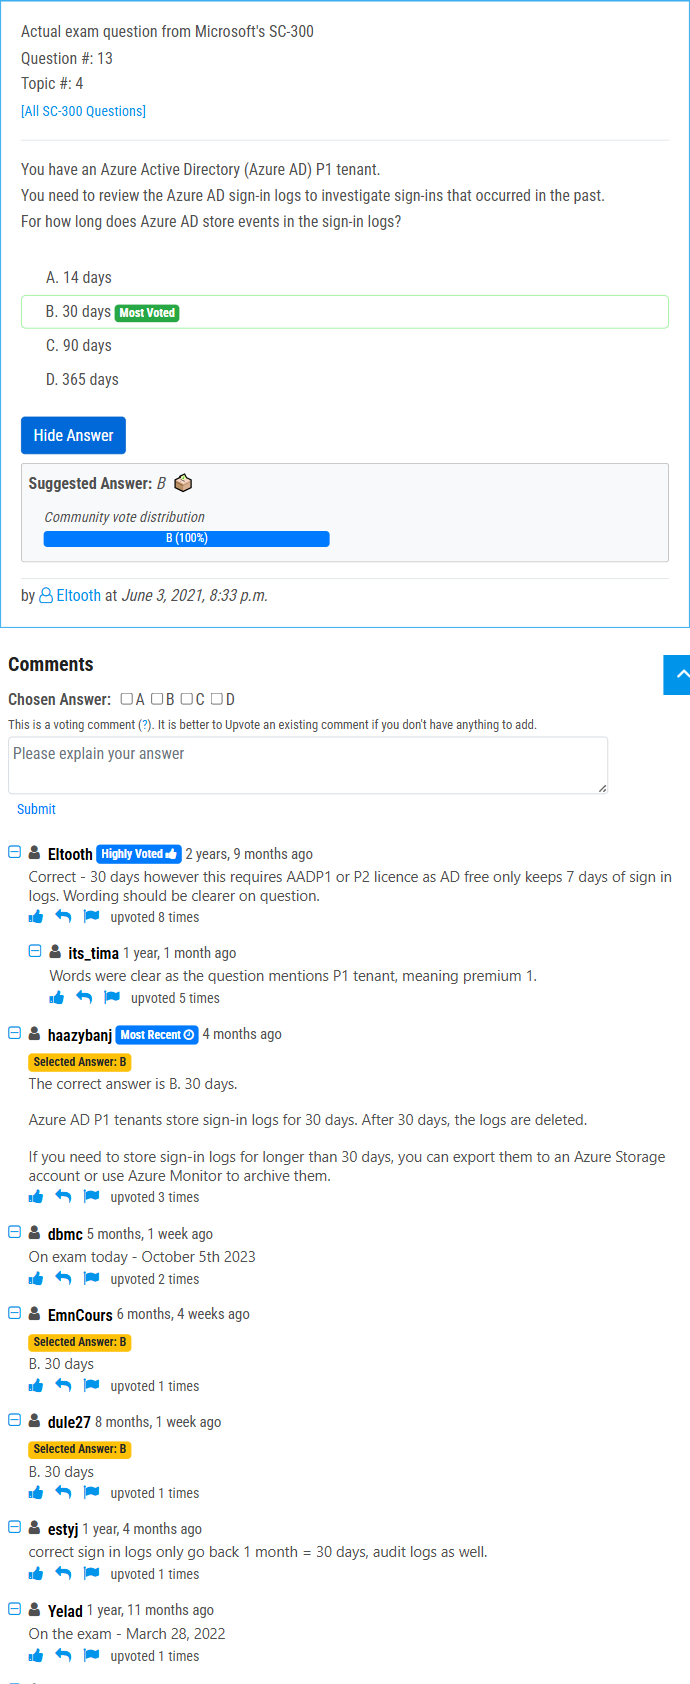 Actual exam question from Microsoft's SC-300
Question #: 13
Topic #: 4
[All SC-300 Questions]
You have an Azure Active Directory (Azure AD) P1 tenant.
You need to review the Azure AD sign-in logs to investigate sign-ins that occurred in the past.
For how long does Azure AD store events in the sign-in logs?
A. 14 days
B. 30 days Most Voted
C. 90 days
D. 365 days
Hide Answer
Suggested Answer: B
Community vote distribution
B (100%)
by Eltooth at June 3, 2021, 8:33 p.m.
Comments
Chosen Answer: A B C D
This is a voting comment (?). It is better to Upvote an existing comment if you don't have anything to add.
Please explain your answer
Submit
Eltooth Highly Voted 2 years, 9 months ago
Correct - 30 days however this requires AADP1 or P2 licence as AD free only keeps 7 days of sign in
logs. Wording should be clearer on question.
upvoted 8 times
its_tima 1 year, 1 month ago
Words were clear as the question mentions P1 tenant, meaning premium 1.
upvoted 5 times
haazybanj Most Recent 4 months ago
Selected Answer: B
The correct answer is B. 30 days.
Azure AD P1 tenants store sign-in logs for 30 days. After 30 days, the logs are deleted.
If you need to store sign-in logs for longer than 30 days, you can export them to an Azure Storage
account or use Azure Monitor to archive them.
upvoted 3 times
dbmc 5 months, 1 week ago
On exam today - October 5th 2023
upvoted 2 times
EmnCours 6 months, 4 weeks ago
Selected Answer: B
B. 30 days
upvoted 1 times
dule27 8 months, 1 week ago
Selected Answer: B
B. 30 days
upvoted 1 times
estyj 1 year, 4 months ago
correct sign in logs only go back 1 month = 30 days, audit logs as well.
upvoted 1 times
Yelad 1 year, 11 months ago
On the exam - March 28, 2022
upvoted 1 times